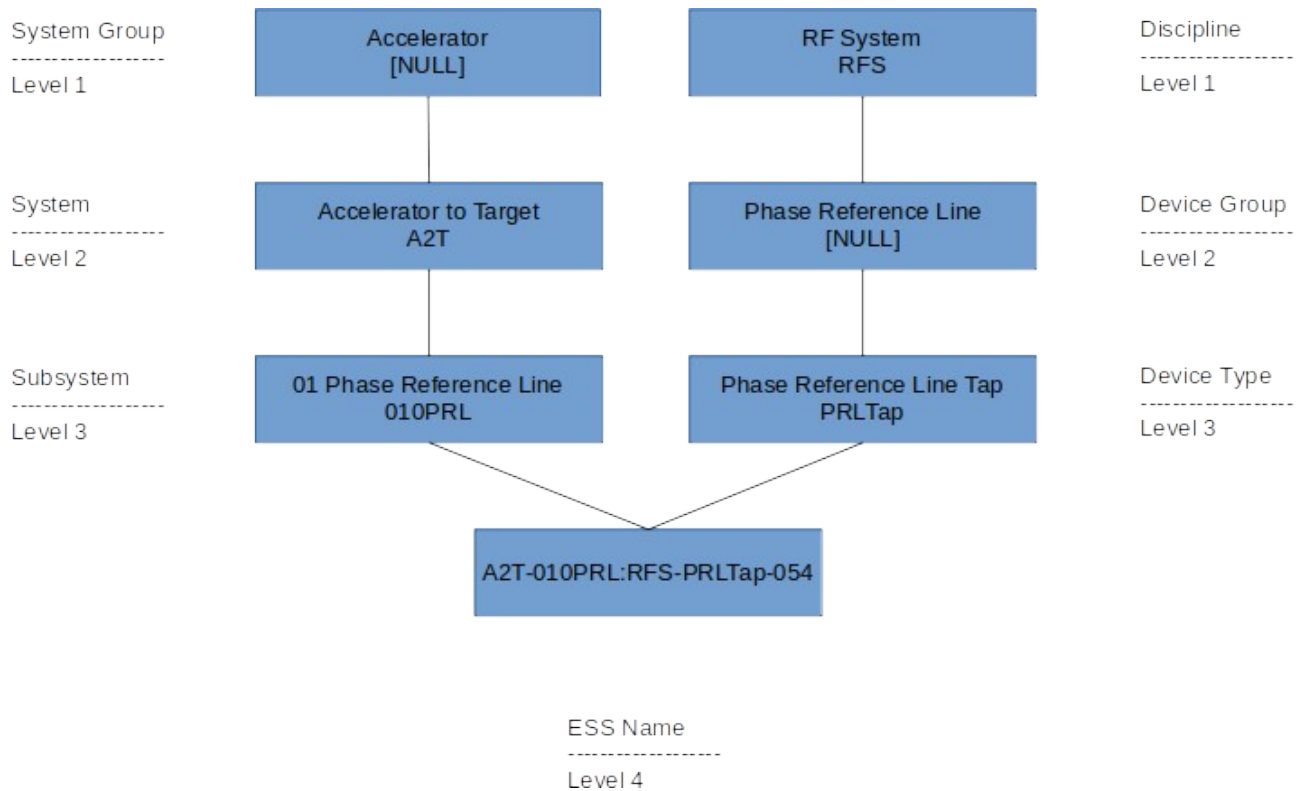 System Group
-------------------
Level 1
Accelerator
[NULL]
RF System
RFS
Discipline
-------------------
Level 1
System
-------------------
Level 2
Accelerator to Target
A2T
Phase Reference Line
[NULL]
Device Group
-------------------
Level 2
Subsystem
-------------------
Level 3
01 Phase Reference Line
010PRL
Phase Reference Line Tap
PRLTap
Device Type
-------------------
Level 3
A2T-010PRL:RFS-PRLTap-054
ESS Name
-------------------
Level 4